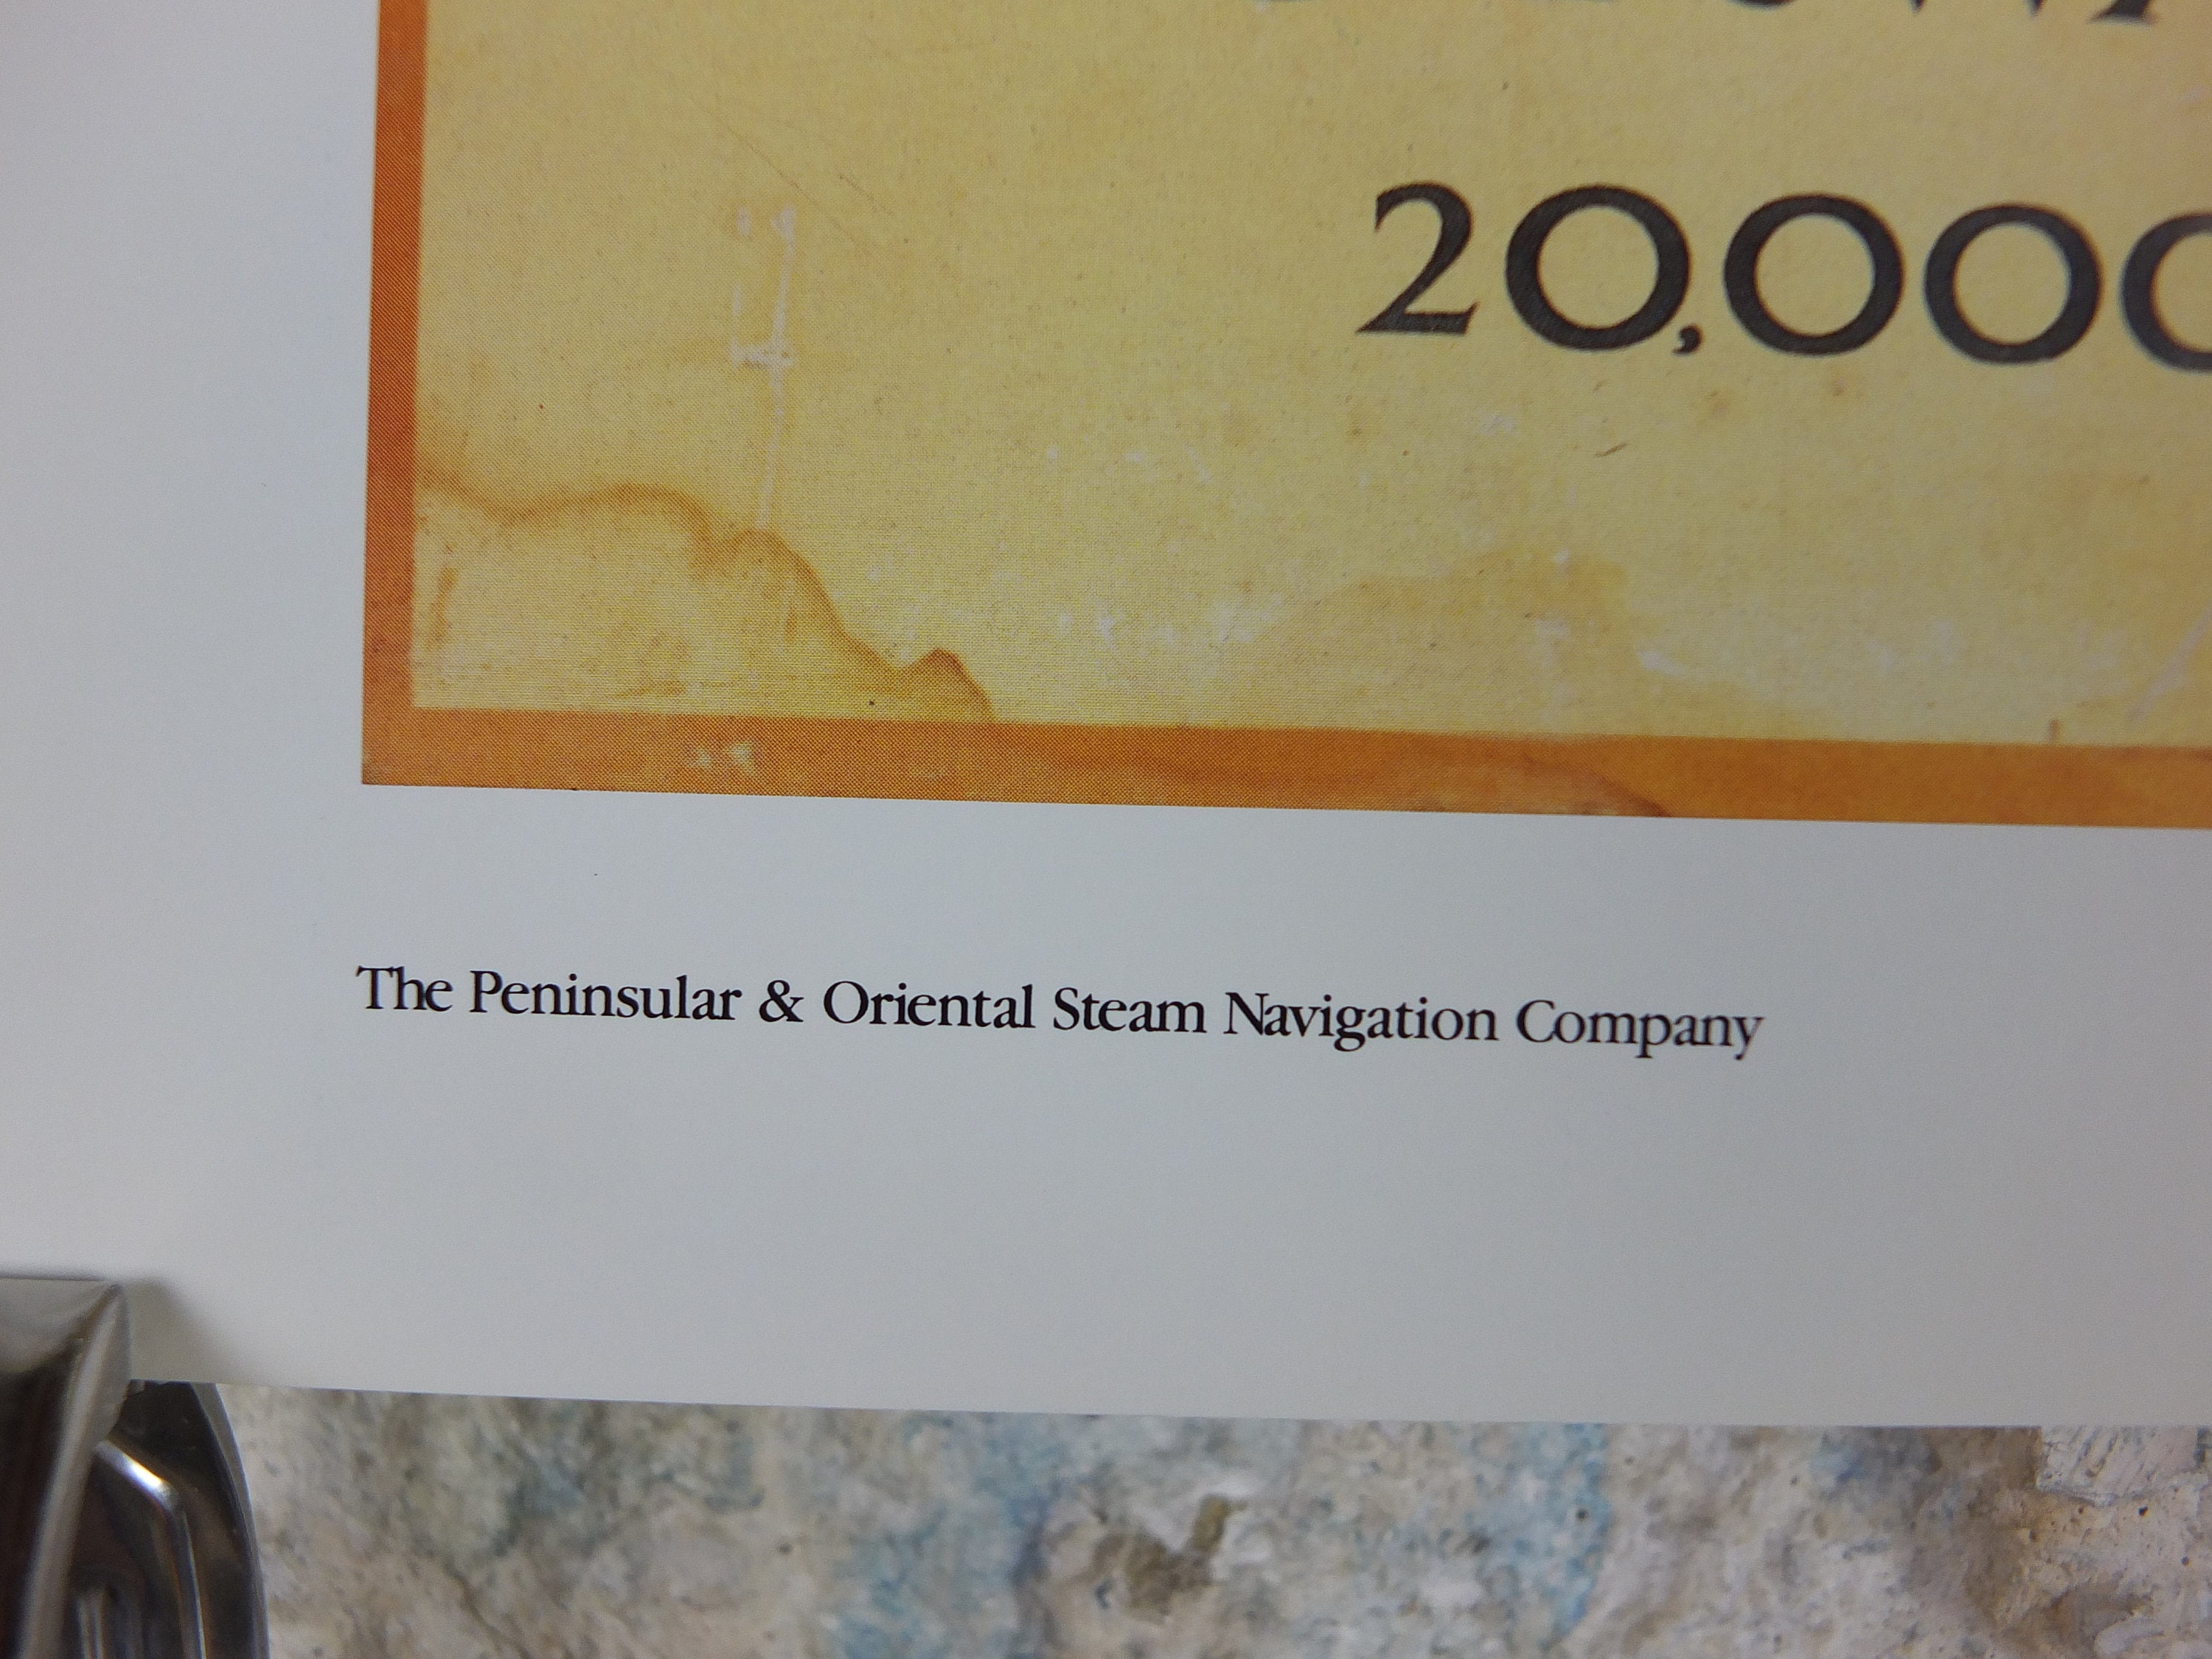 20,000
The Peninsular & Oriental Steam Navigation Company